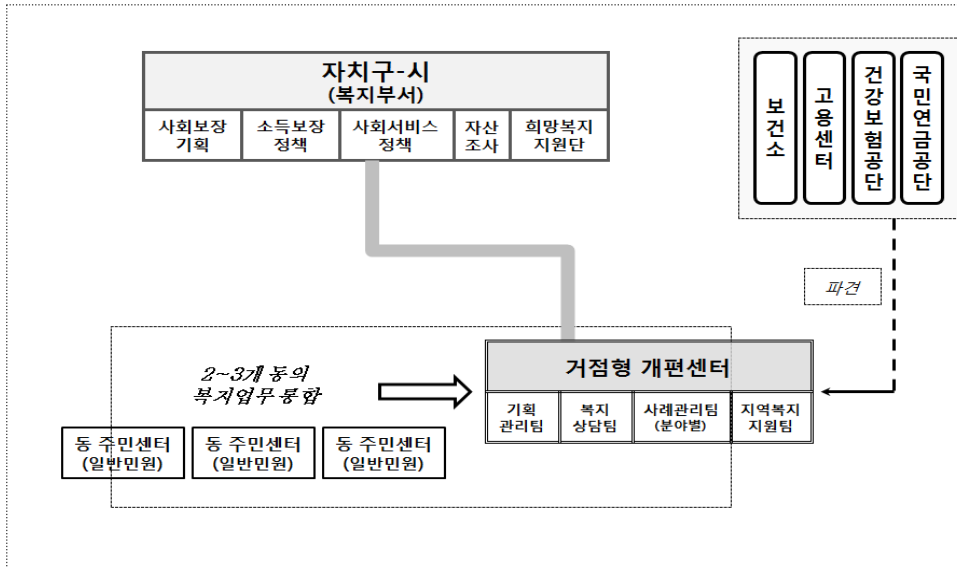 자치구-시
(복지부서)
사회보장
기획
소득보장
정책
사회서비스
정책
자산
조사
희망복지
지원단
보건소
고용센터
건강보험공단
국민연금공단
파견
2~3개 동의
복지업무 통합
거점형 개편센터
기획
관리팀
복지
상담팀
사례관리팀
(분야별)
지역복지
지원팀
동 주민센터
(일반민원)
동 주민센터
(일반민원)
동 주민센터
(일반민원)